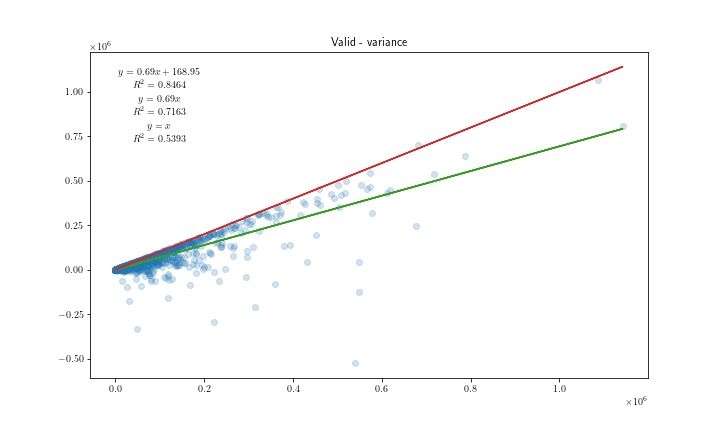 Valid - variance
×10⁶
y = 0.69x + 168.95
R² = 0.8464
y = 0.69x
R² = 0.7163
y = x
R² = 0.5393
1.00
0.75
0.50
0.25
0.00
−0.25
−0.50
0.0 0.2 0.4 0.6 0.8 1.0
×10⁶